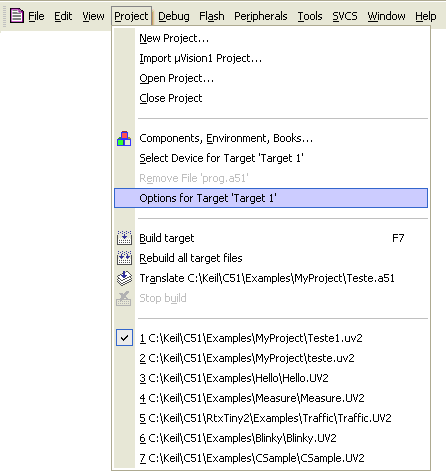 File Edit View Project Debug Flash Peripherals Tools SVCS Window Help
New Project...
Import µVision1 Project...
Open Project...
Close Project
Components, Environment, Books...
Select Device for Target 'Target 1'
Remove File 'prog.a51'
Options for Target 'Target 1'
Build target F7
Rebuild all target files
Translate C:\Keil\C51\Examples\MyProject\Teste.a51
Stop build
1 C:\Keil\C51\Examples\MyProject\Teste1.uv2
2 C:\Keil\C51\Examples\MyProject\teste.uv2
3 C:\Keil\C51\Examples\Hello\Hello.UV2
4 C:\Keil\C51\Examples\Measure\Measure.UV2
5 C:\Keil\C51\RtxTiny2\Examples\Traffic\Traffic.UV2
6 C:\Keil\C51\Examples\Blinky\Blinky.UV2
7 C:\Keil\C51\Examples\CSample\CSample.UV2